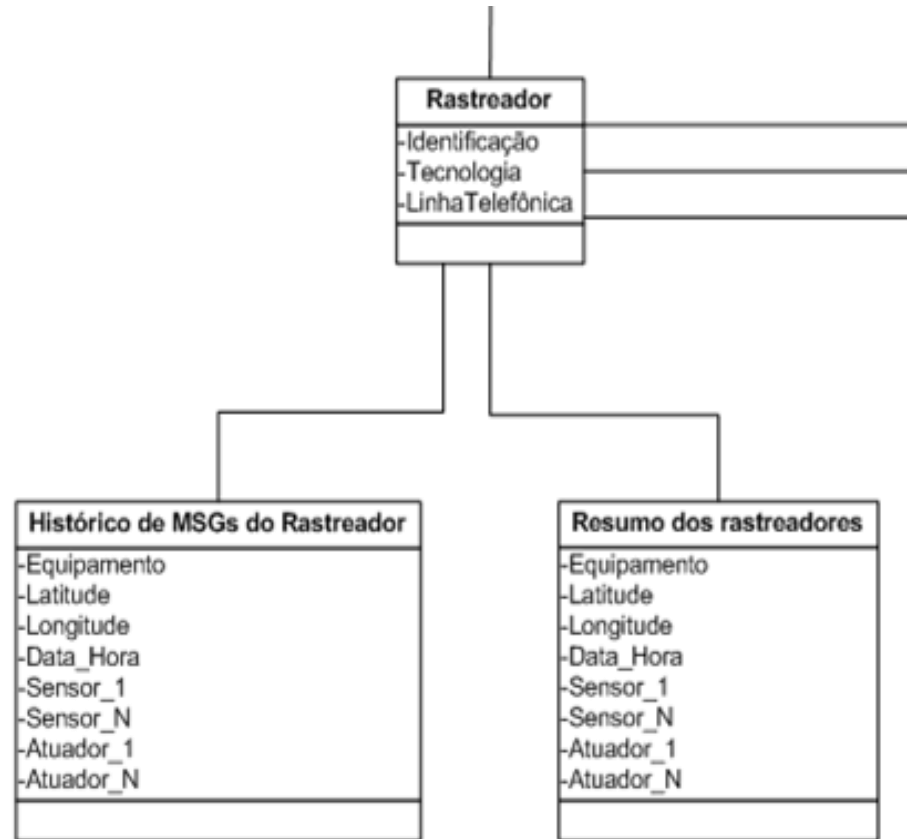 Rastreador
-Identificação
-Tecnologia
-LinhaTelefônica
Histórico de MSGs do Rastreador
-Equipamento
-Latitude
-Longitude
-Data_Hora
-Sensor_1
-Sensor_N
-Atuador_1
-Atuador_N
Resumo dos rastreadores
-Equipamento
-Latitude
-Longitude
-Data_Hora
-Sensor_1
-Sensor_N
-Atuador_1
-Atuador_N